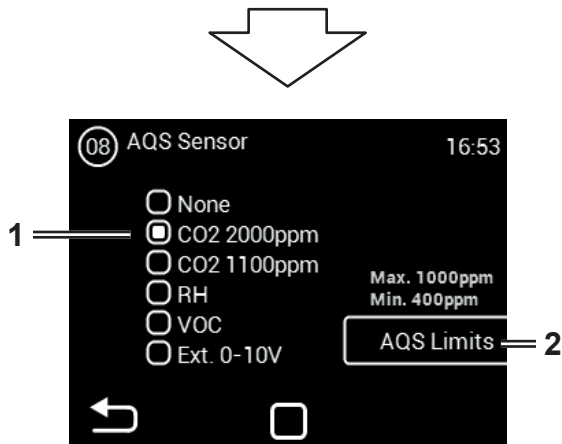 08 AQS Sensor 16:53
None
1 CO2 2000ppm
CO2 1100ppm
RH
VOC
Ext. 0-10V
Max. 1000ppm
Min. 400ppm
AQS Limits 2